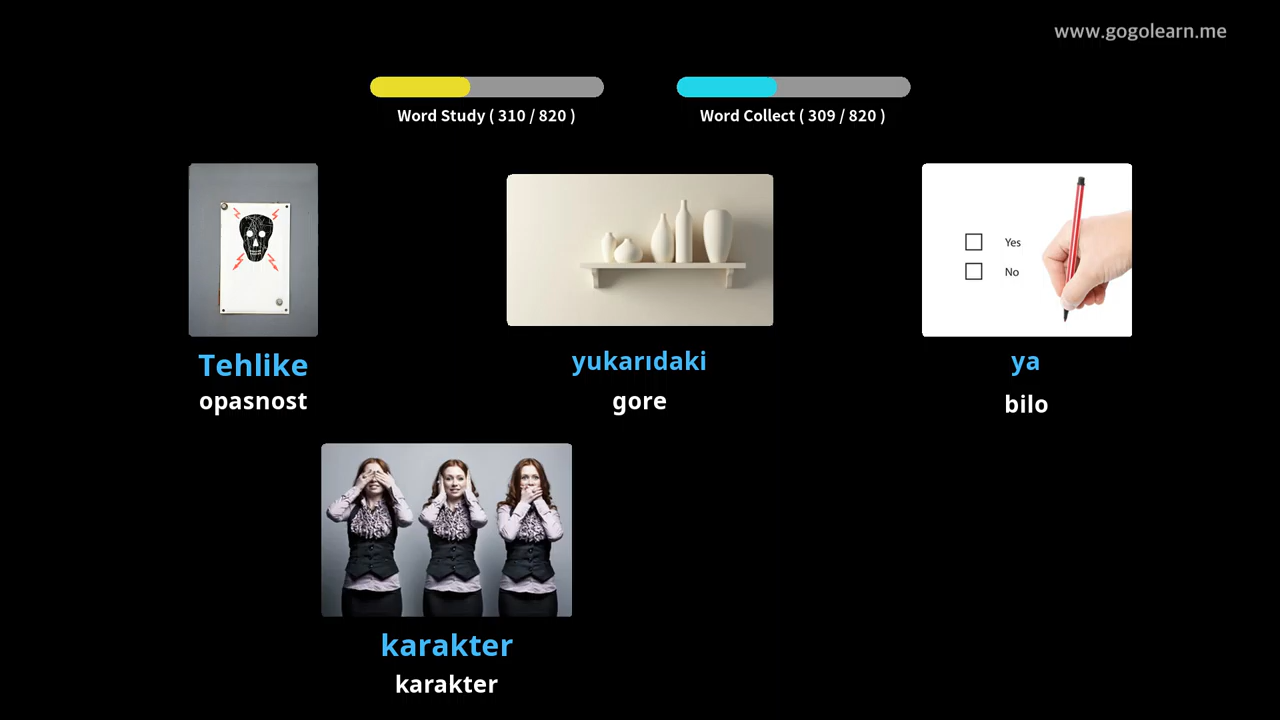 www.gogolearn.me
Word Study ( 310 / 820 )
Word Collect ( 309 / 820 )
Yes
No
Tehlike
opasnost
yukarıdaki
gore
ya
bilo
karakter
karakter